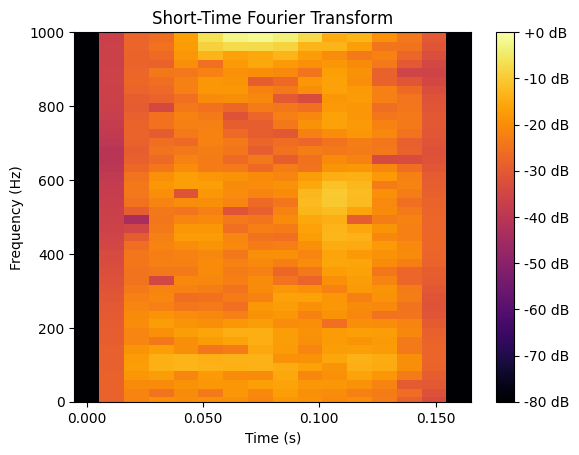 Short-Time Fourier Transform
1000
800
600
400
200
0
Frequency (Hz)
0.000
0.050
0.100
0.150
Time (s)
+0 dB
-10 dB
-20 dB
-30 dB
-40 dB
-50 dB
-60 dB
-70 dB
-80 dB